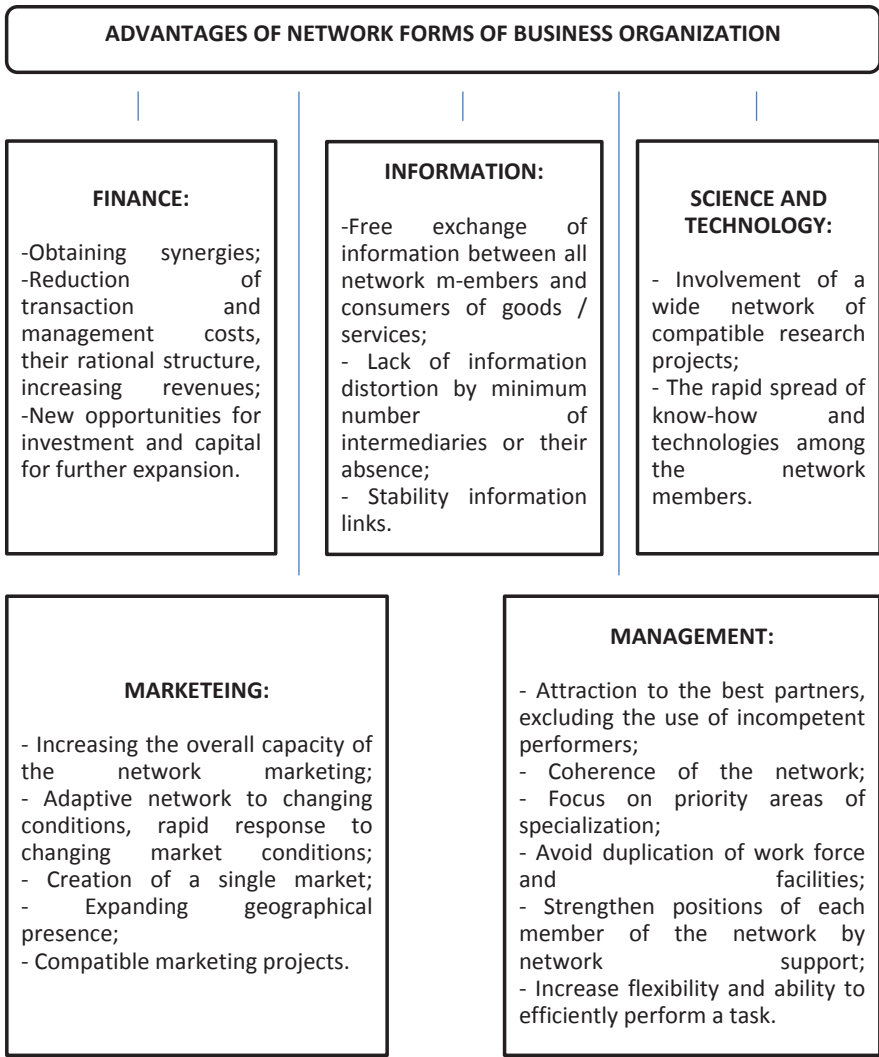 ADVANTAGES OF NETWORK FORMS OF BUSINESS ORGANIZATION
FINANCE:
-Obtaining synergies;
-Reduction of
transaction and
management costs,
their rational structure,
increasing revenues;
-New opportunities for
investment and capital
for further expansion.
INFORMATION:
-Free exchange of
information between all
network m-embers and
consumers of goods /
services;
- Lack of information
distortion by minimum
number of
intermediaries or their
absence;
- Stability information
links.
SCIENCE AND
TECHNOLOGY:
- Involvement of a
wide network of
compatible research
projects;
- The rapid spread of
know-how and
technologies among
the network
members.
MARKETEING:
- Increasing the overall capacity of
the network marketing;
- Adaptive network to changing
conditions, rapid response to
changing market conditions;
- Creation of a single market;
- Expanding geographical
presence;
- Compatible marketing projects.
MANAGEMENT:
- Attraction to the best partners,
excluding the use of incompetent
performers;
- Coherence of the network;
- Focus on priority areas of
specialization;
- Avoid duplication of work force
and facilities;
- Strengthen positions of each
member of the network by
network support;
- Increase flexibility and ability to
efficiently perform a task.